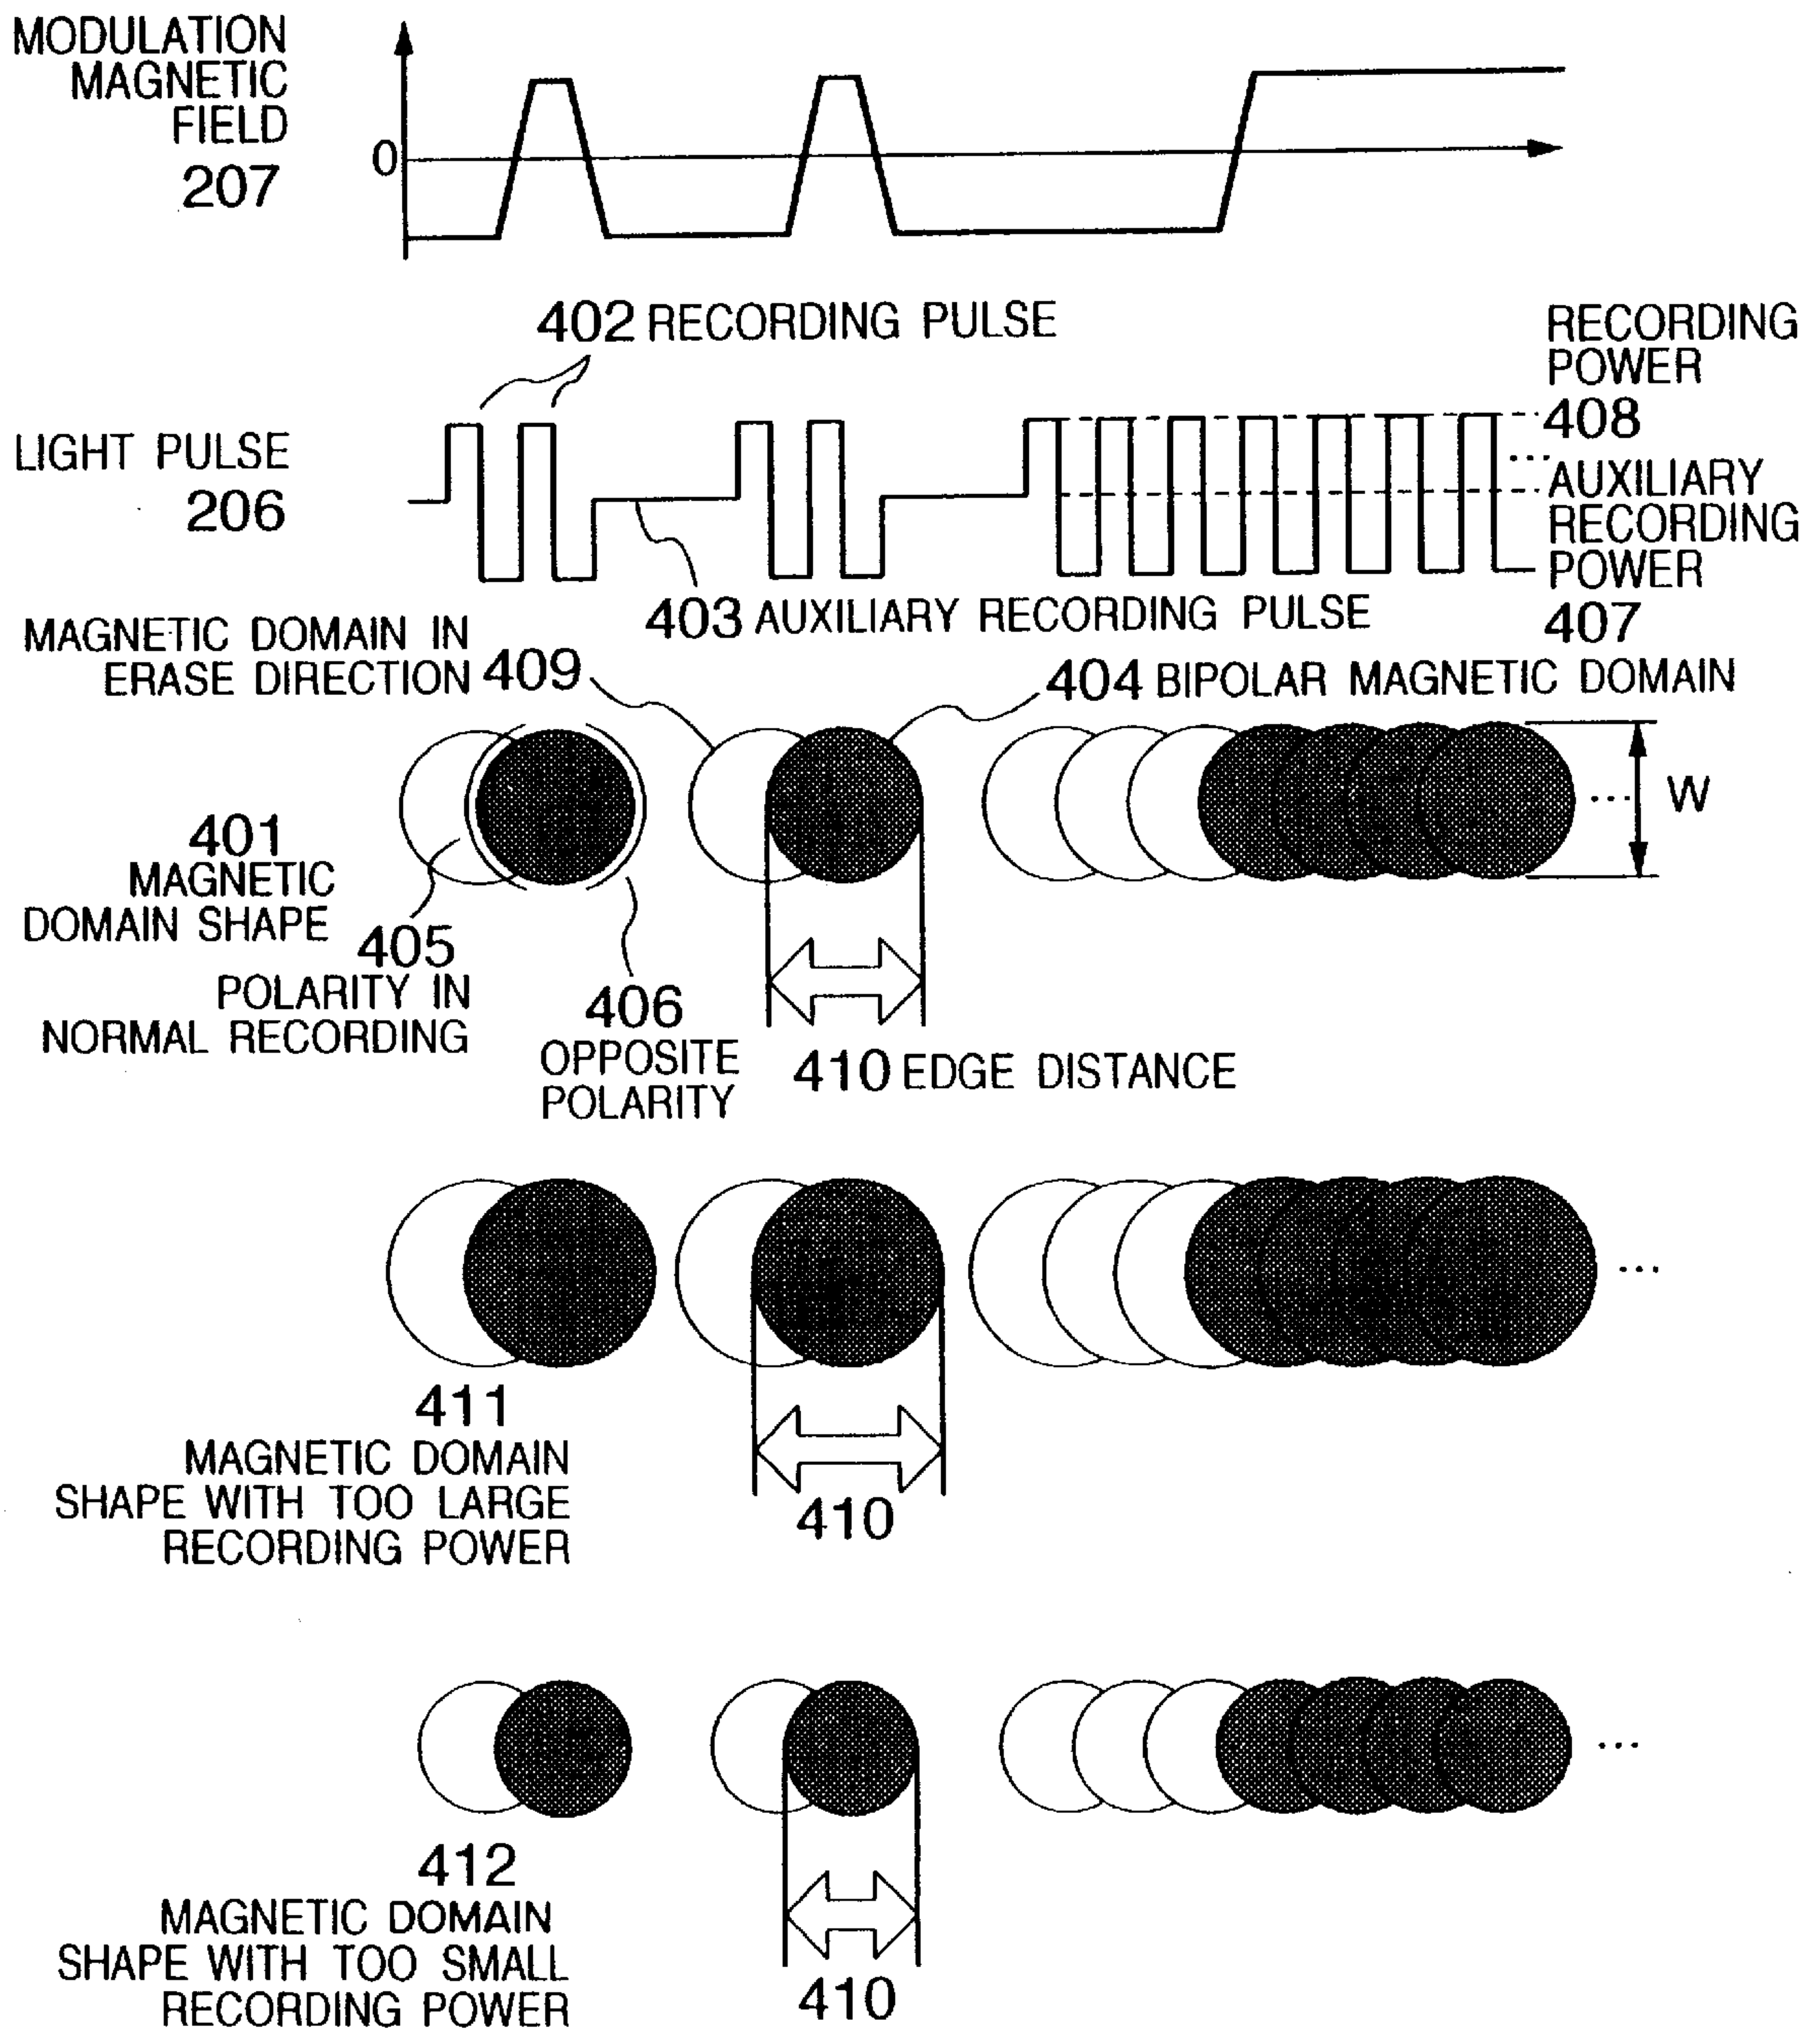 MODULATION
MAGNETIC
FIELD
207
0
402 RECORDING PULSE
RECORDING
POWER
408
LIGHT PULSE
206
...
AUXILIARY
RECORDING
POWER
407
403 AUXILIARY RECORDING PULSE
MAGNETIC DOMAIN IN
ERASE DIRECTION 409
404 BIPOLAR MAGNETIC DOMAIN
... W
401
MAGNETIC
DOMAIN SHAPE
405
POLARITY IN
NORMAL RECORDING
406
OPPOSITE
POLARITY
410 EDGE DISTANCE
...
411
MAGNETIC DOMAIN
SHAPE WITH TOO LARGE
RECORDING POWER
410
...
412
MAGNETIC DOMAIN
SHAPE WITH TOO SMALL
RECORDING POWER
410